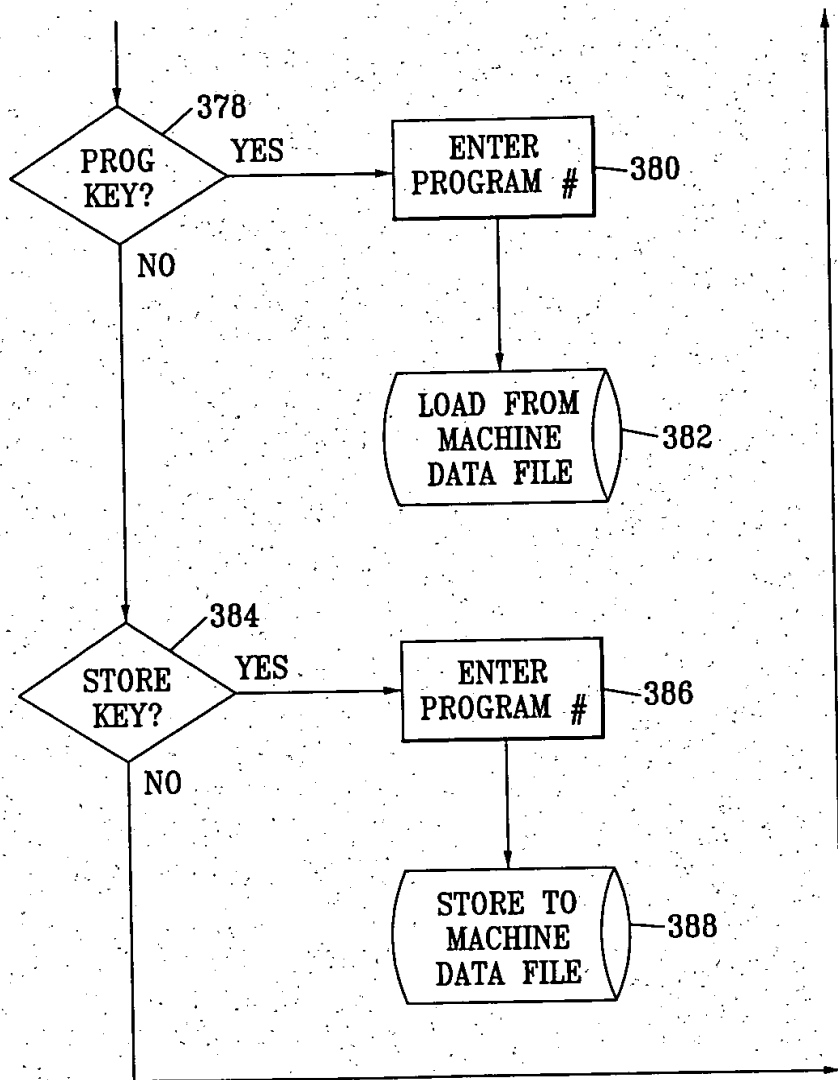 378
PROG
KEY?
YES
ENTER
PROGRAM #
380
NO
LOAD FROM
MACHINE
DATA FILE
382
384
STORE
KEY?
YES
ENTER
PROGRAM #
386
NO
STORE TO
MACHINE
DATA FILE
388